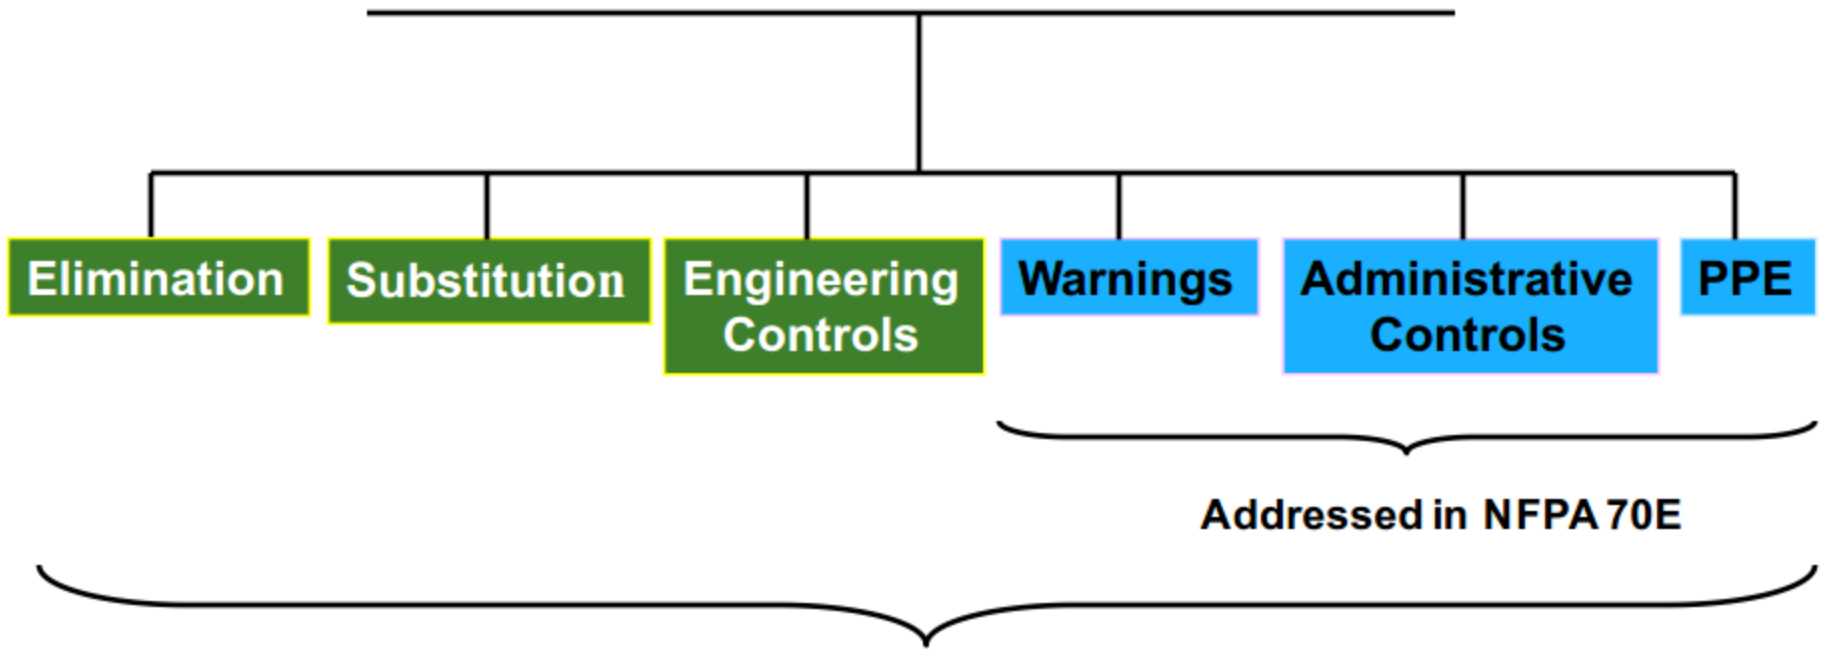 Elimination
Substitution
Engineering
Controls
Warnings
Administrative
Controls
PPE
Addressed in NFPA 70E